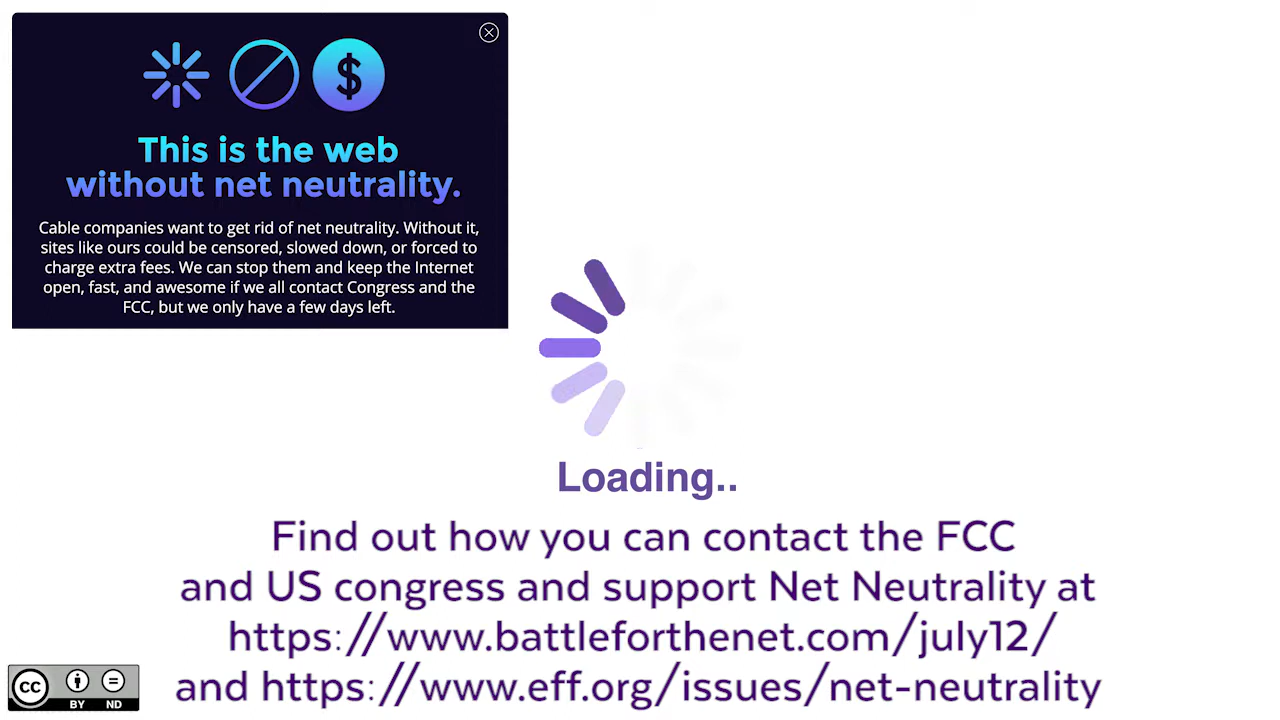 $
This is the web
without net neutrality.
Cable companies want to get rid of net neutrality. Without it,
sites like ours could be censored, slowed down, or forced to
charge extra fees. We can stop them and keep the Internet
open, fast, and awesome if we all contact Congress and the
FCC, but we only have a few days left.
Loading..
Find out how you can contact the FCC
and US congress and support Net Neutrality at
https://www.battleforthenet.com/july12/
and https://www.eff.org/issues/net-neutrality
cc
BY ND